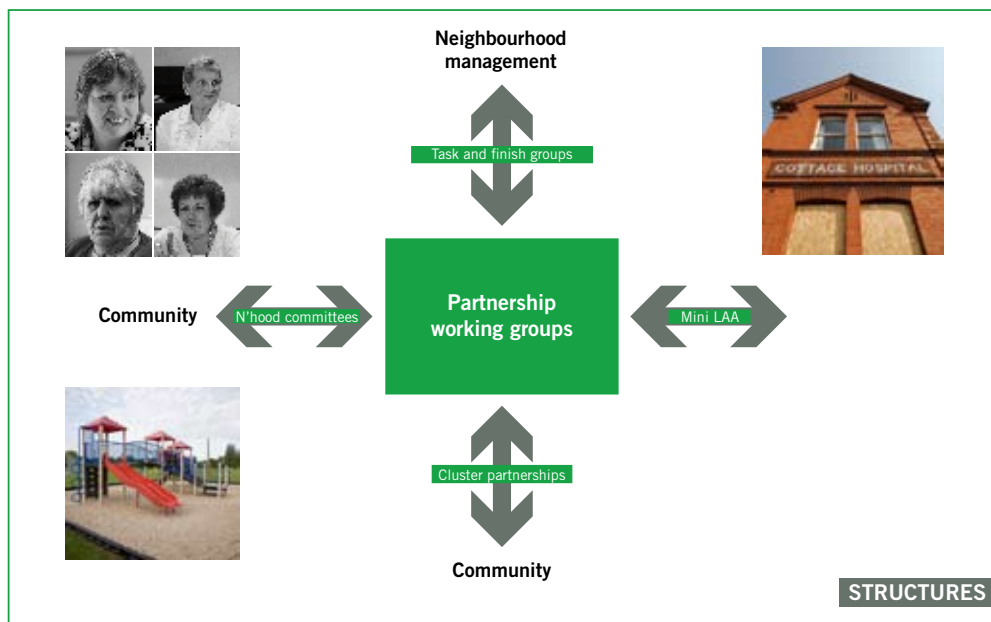 Neighbourhood
management
Task and finish groups
COTTAGE HOSPITAL
Community
N'hood committees
Partnership
working groups
Mini LAA
Cluster partnerships
Community
STRUCTURES